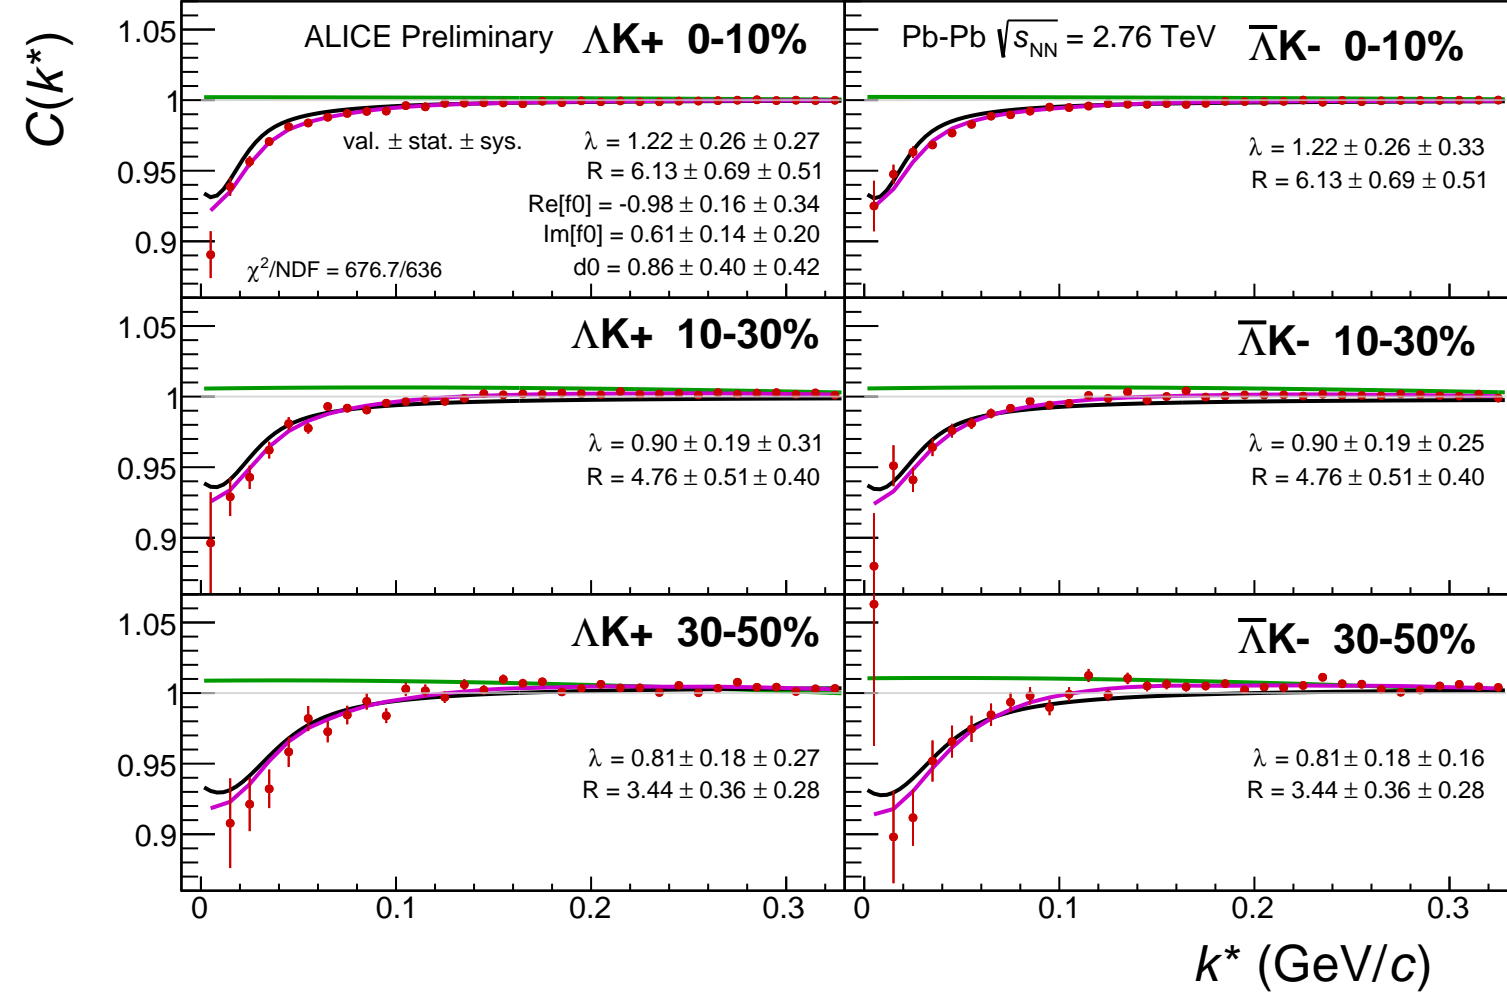 C(k*)
ALICE Preliminary ΛK+ 0-10%
val. ± stat. ± sys.
λ = 1.22 ± 0.26 ± 0.27
R = 6.13 ± 0.69 ± 0.51
Re[f0] = -0.98 ± 0.16 ± 0.34
Im[f0] = 0.61 ± 0.14 ± 0.20
d0 = 0.86 ± 0.40 ± 0.42
χ²/NDF = 676.7/636
1.05
1
0.95
0.9
Pb-Pb √sNN = 2.76 TeV Λ̅K- 0-10%
λ = 1.22 ± 0.26 ± 0.33
R = 6.13 ± 0.69 ± 0.51
ΛK+ 10-30%
λ = 0.90 ± 0.19 ± 0.31
R = 4.76 ± 0.51 ± 0.40
1.05
1
0.95
0.9
Λ̅K- 10-30%
λ = 0.90 ± 0.19 ± 0.25
R = 4.76 ± 0.51 ± 0.40
ΛK+ 30-50%
λ = 0.81 ± 0.18 ± 0.27
R = 3.44 ± 0.36 ± 0.28
1.05
1
0.95
0.9
Λ̅K- 30-50%
λ = 0.81 ± 0.18 ± 0.16
R = 3.44 ± 0.36 ± 0.28
0 0.1 0.2 0.3
0 0.1 0.2 0.3
k* (GeV/c)